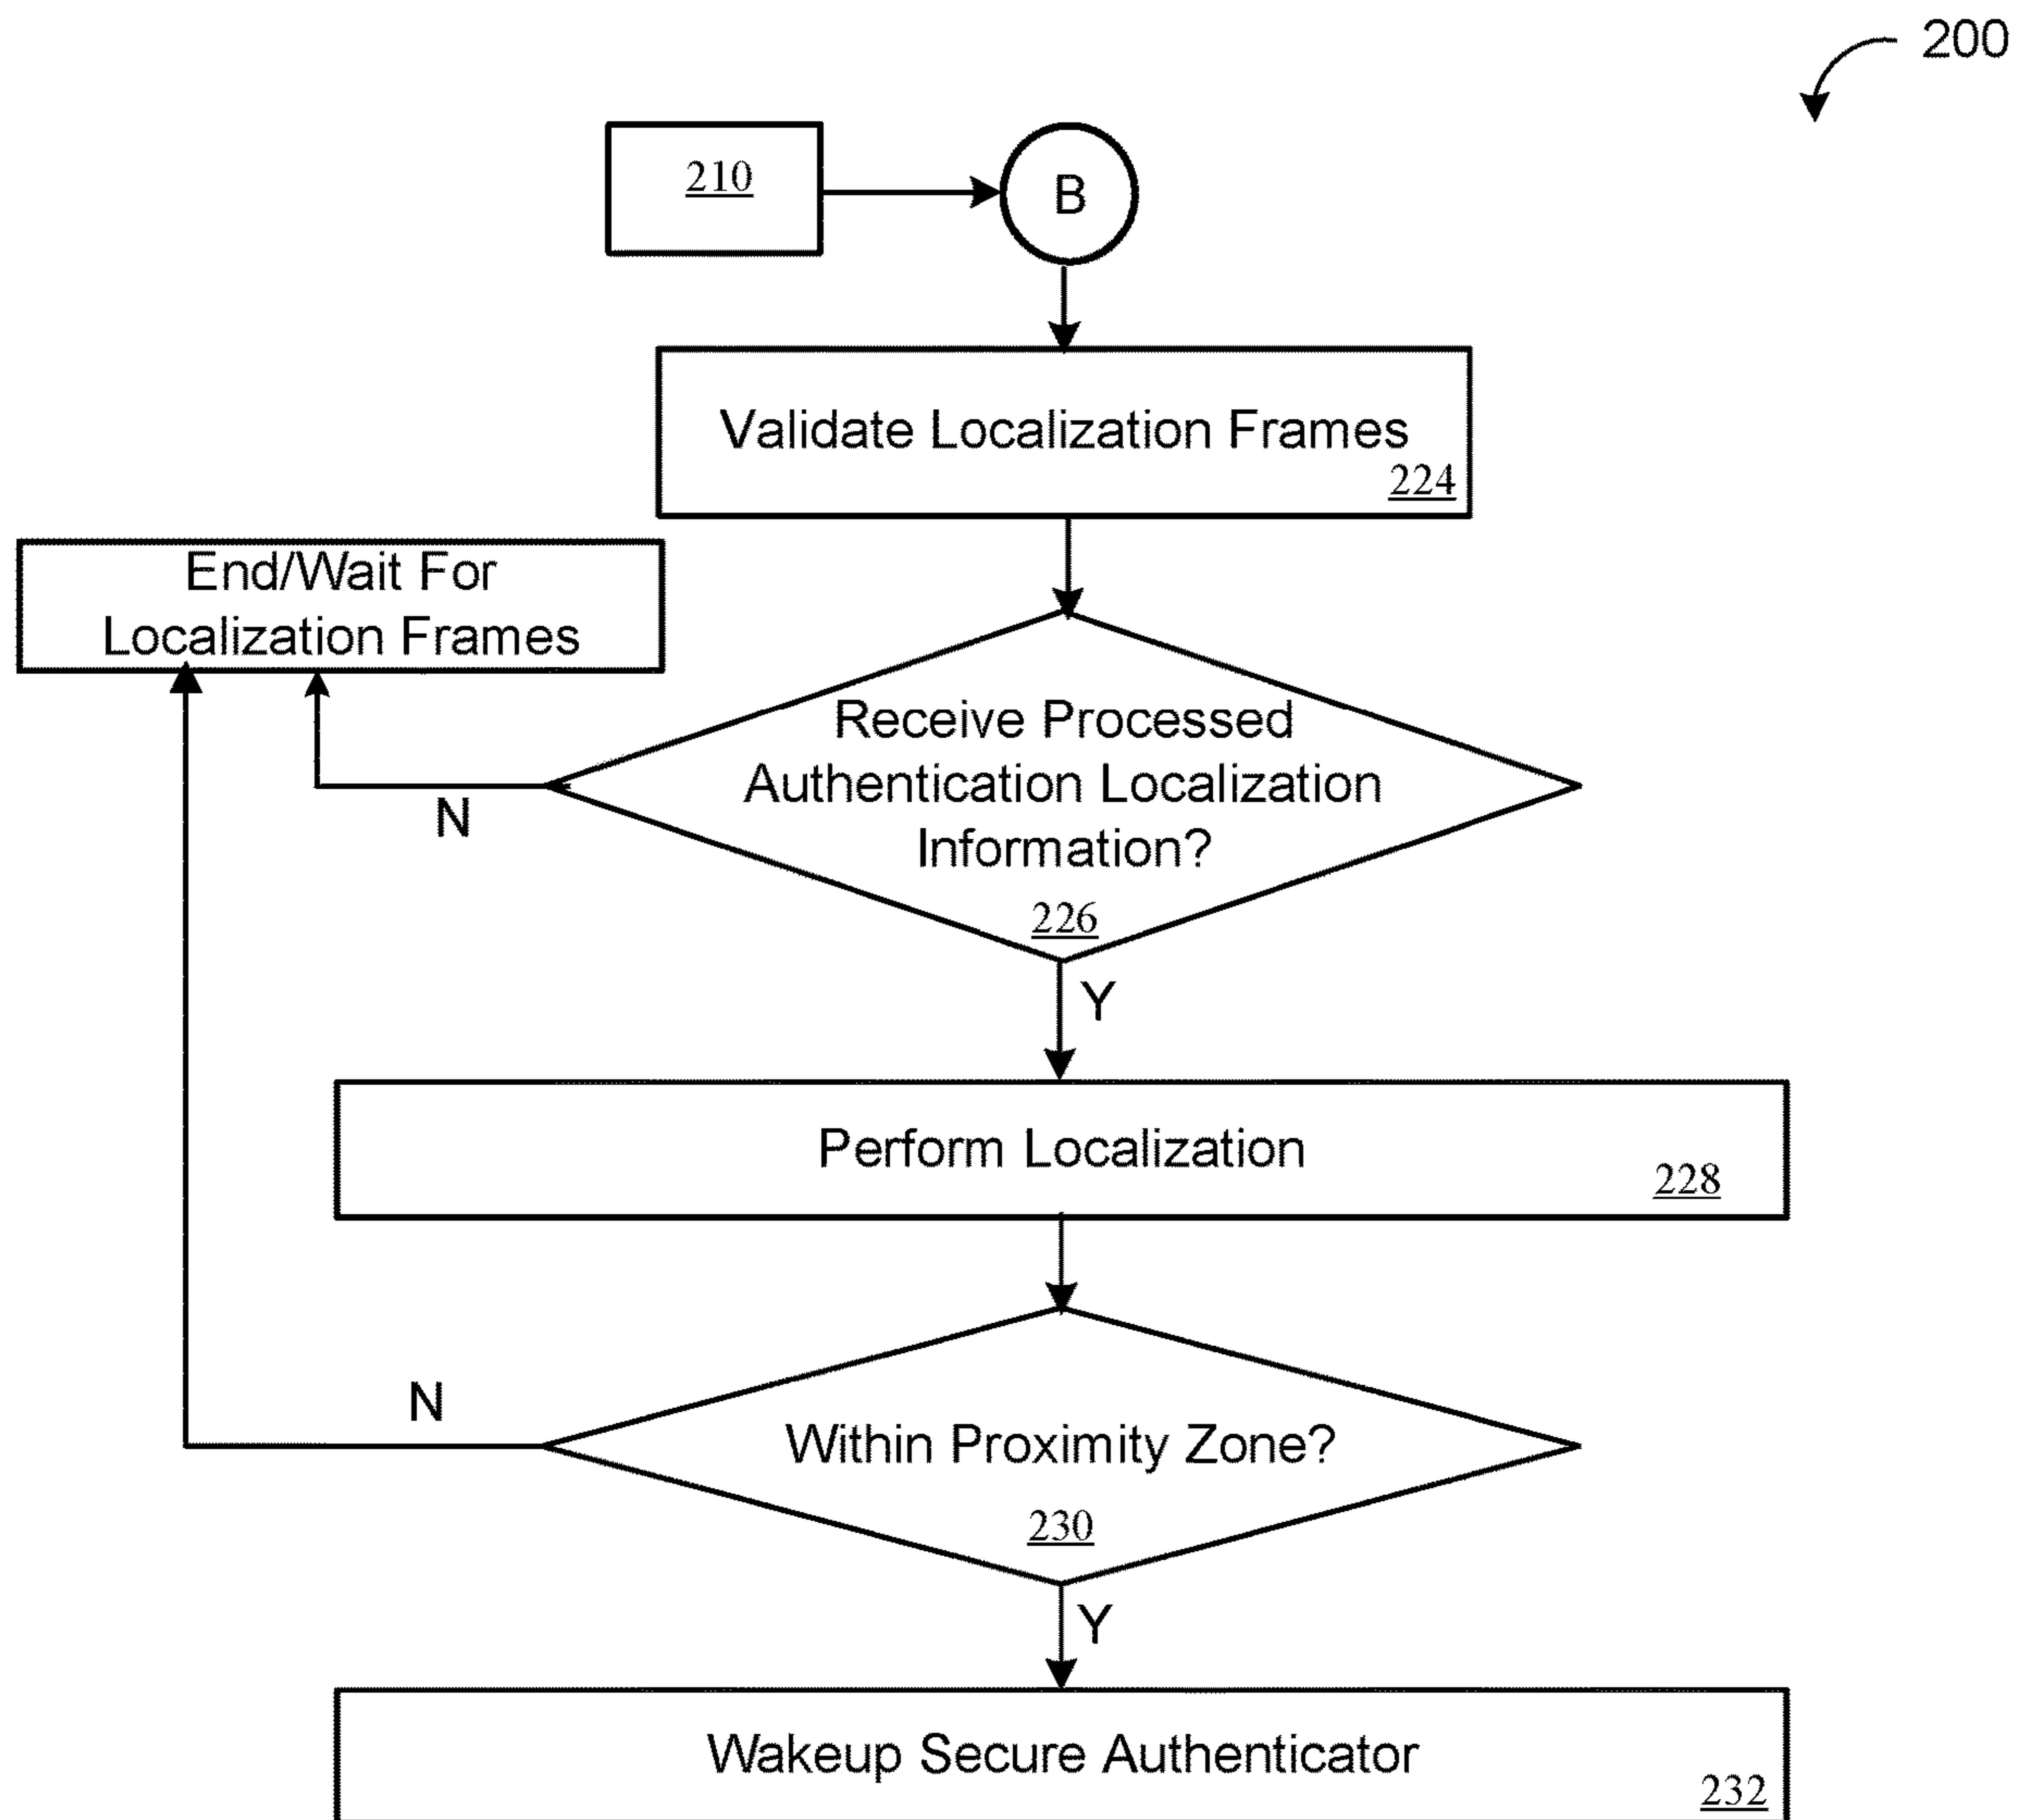 200
210
B
Validate Localization Frames
224
End/Wait For
Localization Frames
Receive Processed
Authentication Localization
Information?
N
226
Y
Perform Localization
228
N
Within Proximity Zone?
230
Y
Wakeup Secure Authenticator
232